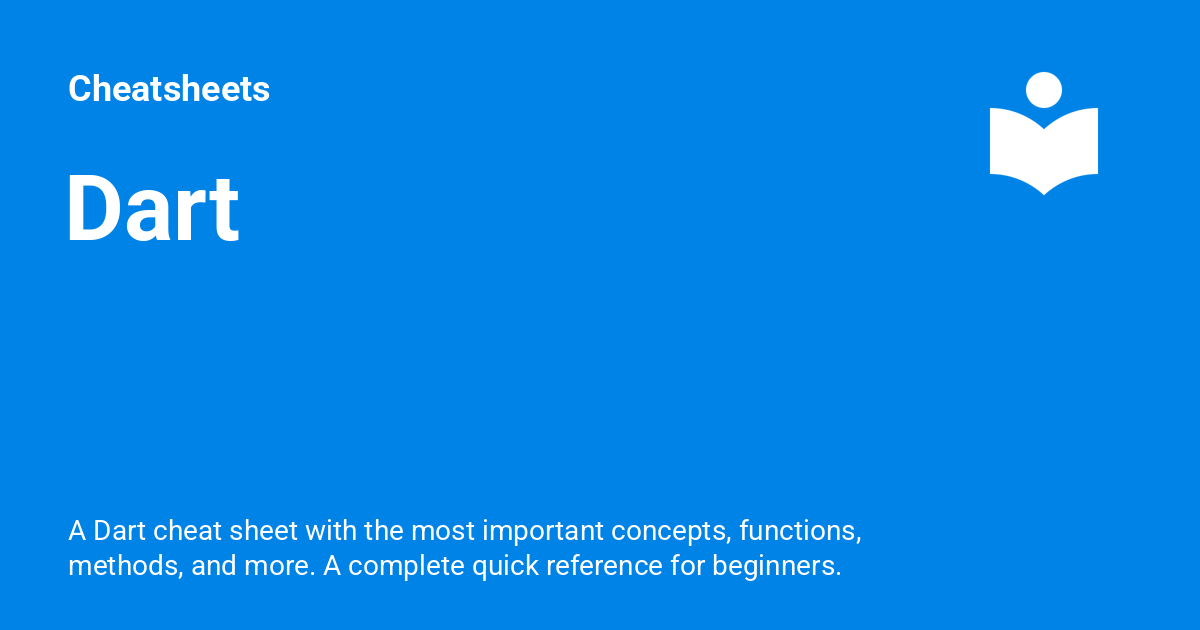 Cheatsheets
Dart
A Dart cheat sheet with the most important concepts, functions,
methods, and more. A complete quick reference for beginners.